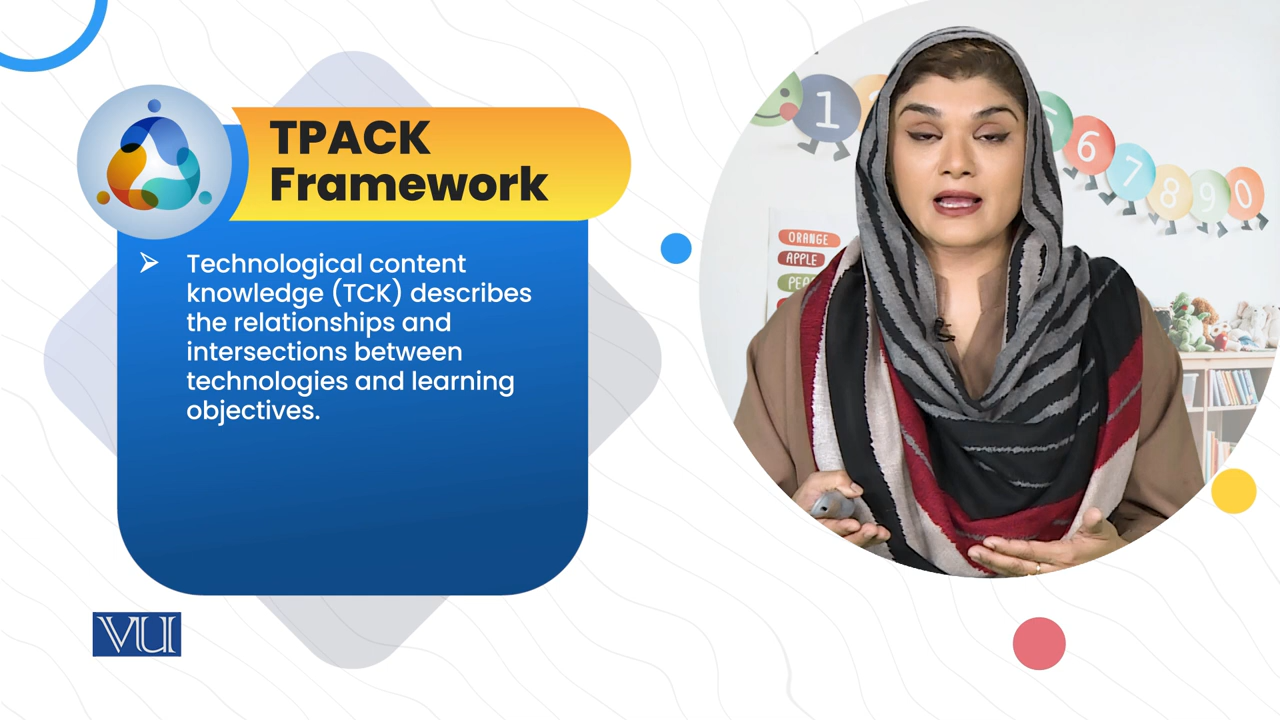 TPACK
Framework
Technological content
knowledge (TCK) describes
the relationships and
intersections between
technologies and learning
objectives.
VU
1
6
7
8
9
0
ORANGE
APPLE